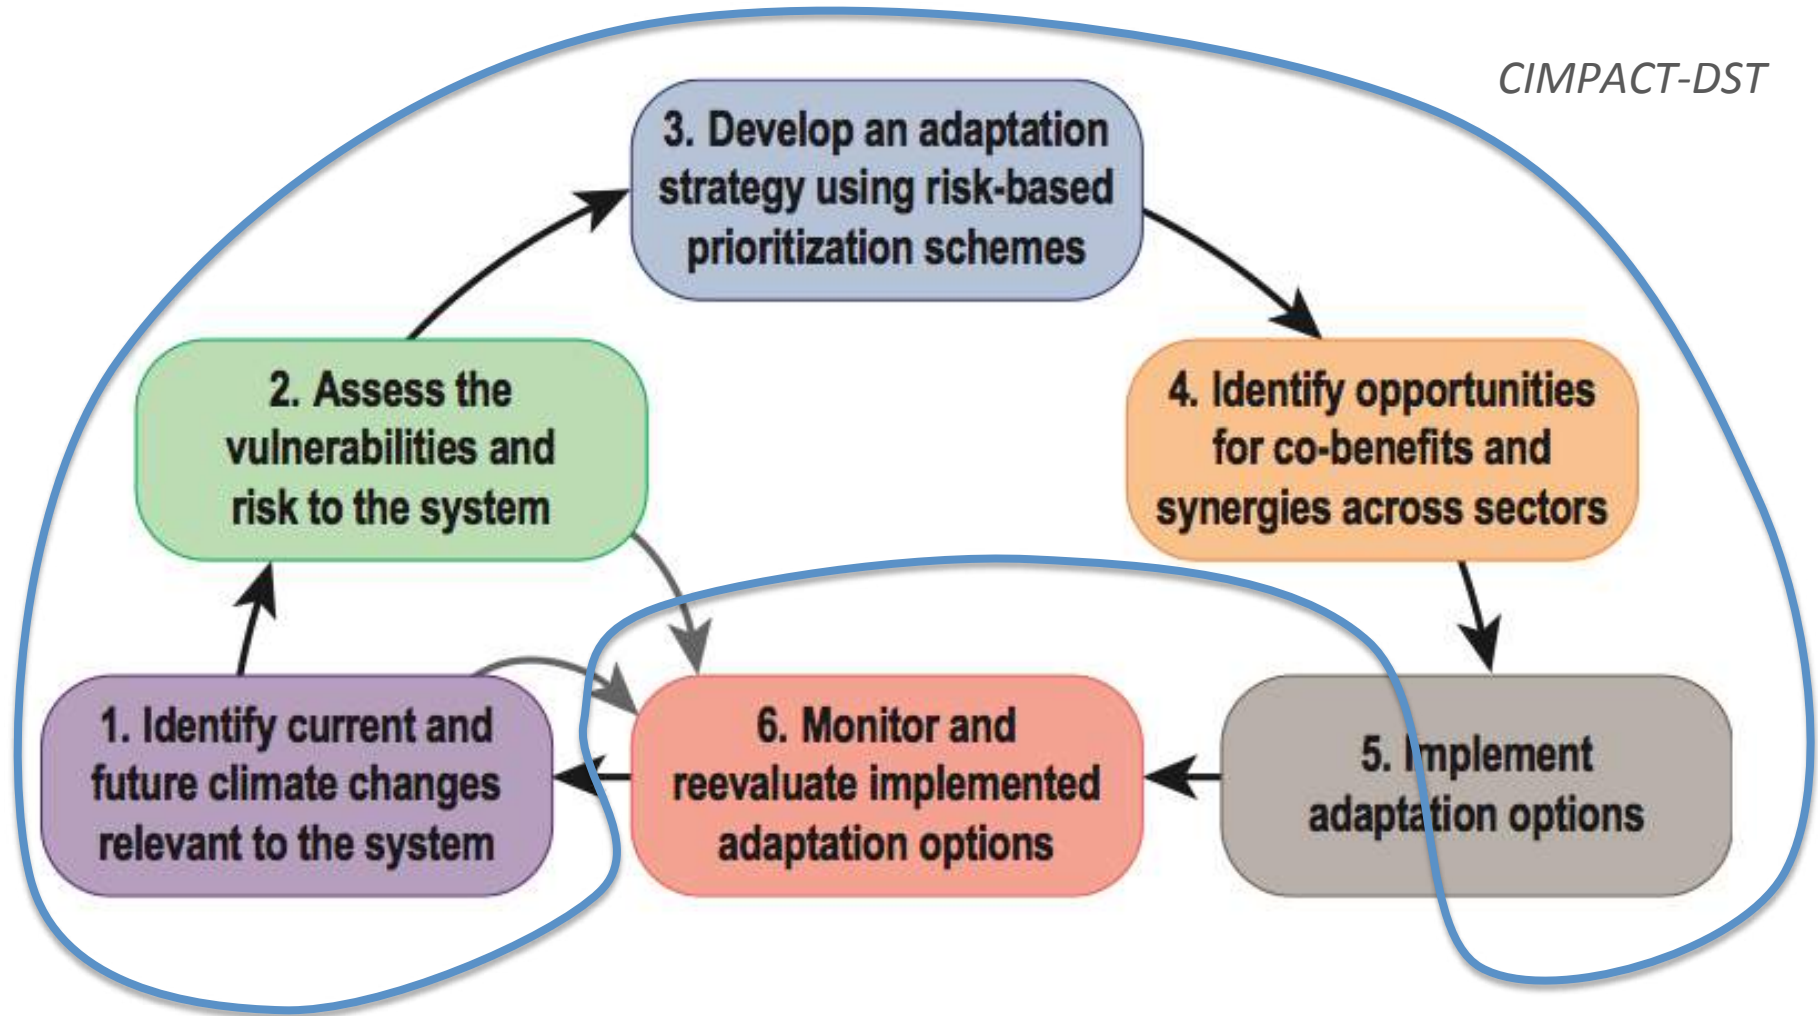 CIMPACT-DST
3. Develop an adaptation
strategy using risk-based
prioritization schemes
2. Assess the
vulnerabilities and
risk to the system
4. Identify opportunities
for co-benefits and
synergies across sectors
1. Identify current and
future climate changes
relevant to the system
6. Monitor and
reevaluate implemented
adaptation options
5. Implement
adaptation options